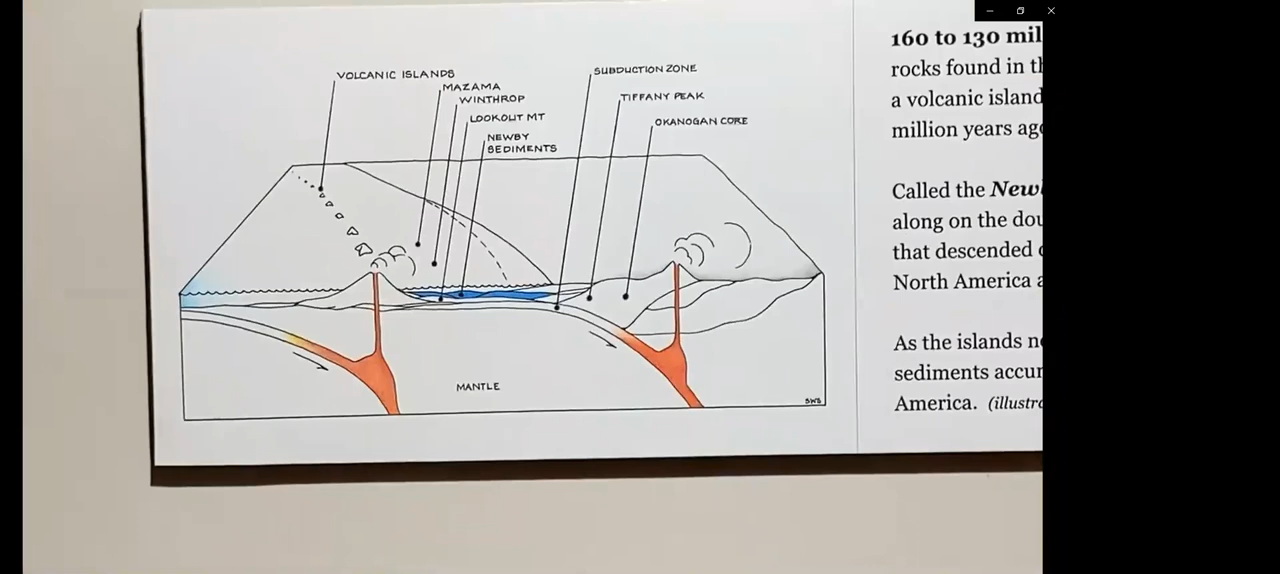 VOLCANIC ISLANDS
MAZAMA
WINTHROP
LOOKOUT MT
NEWBY
SEDIMENTS
SUBDUCTION ZONE
TIFFANY PEAK
OKANOGAN CORE
MANTLE
SWS
160 to 130 mil
rocks found in th
a volcanic island
million years ago
Called the New
along on the dou
that descended
North America a
As the islands
sediments accur
America. (illustr